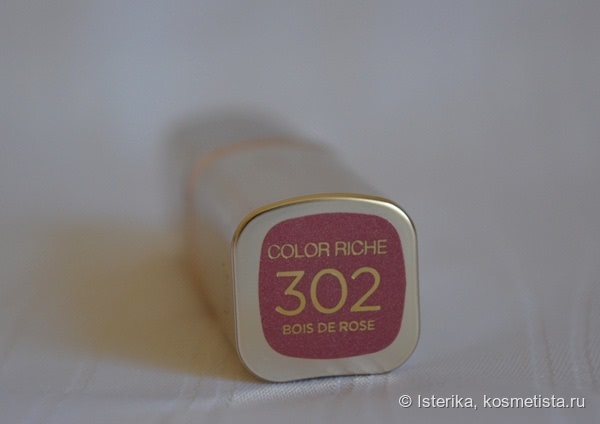 COLOR RICHE
302
BOIS DE ROSE
© Isterika, kosmetista.ru